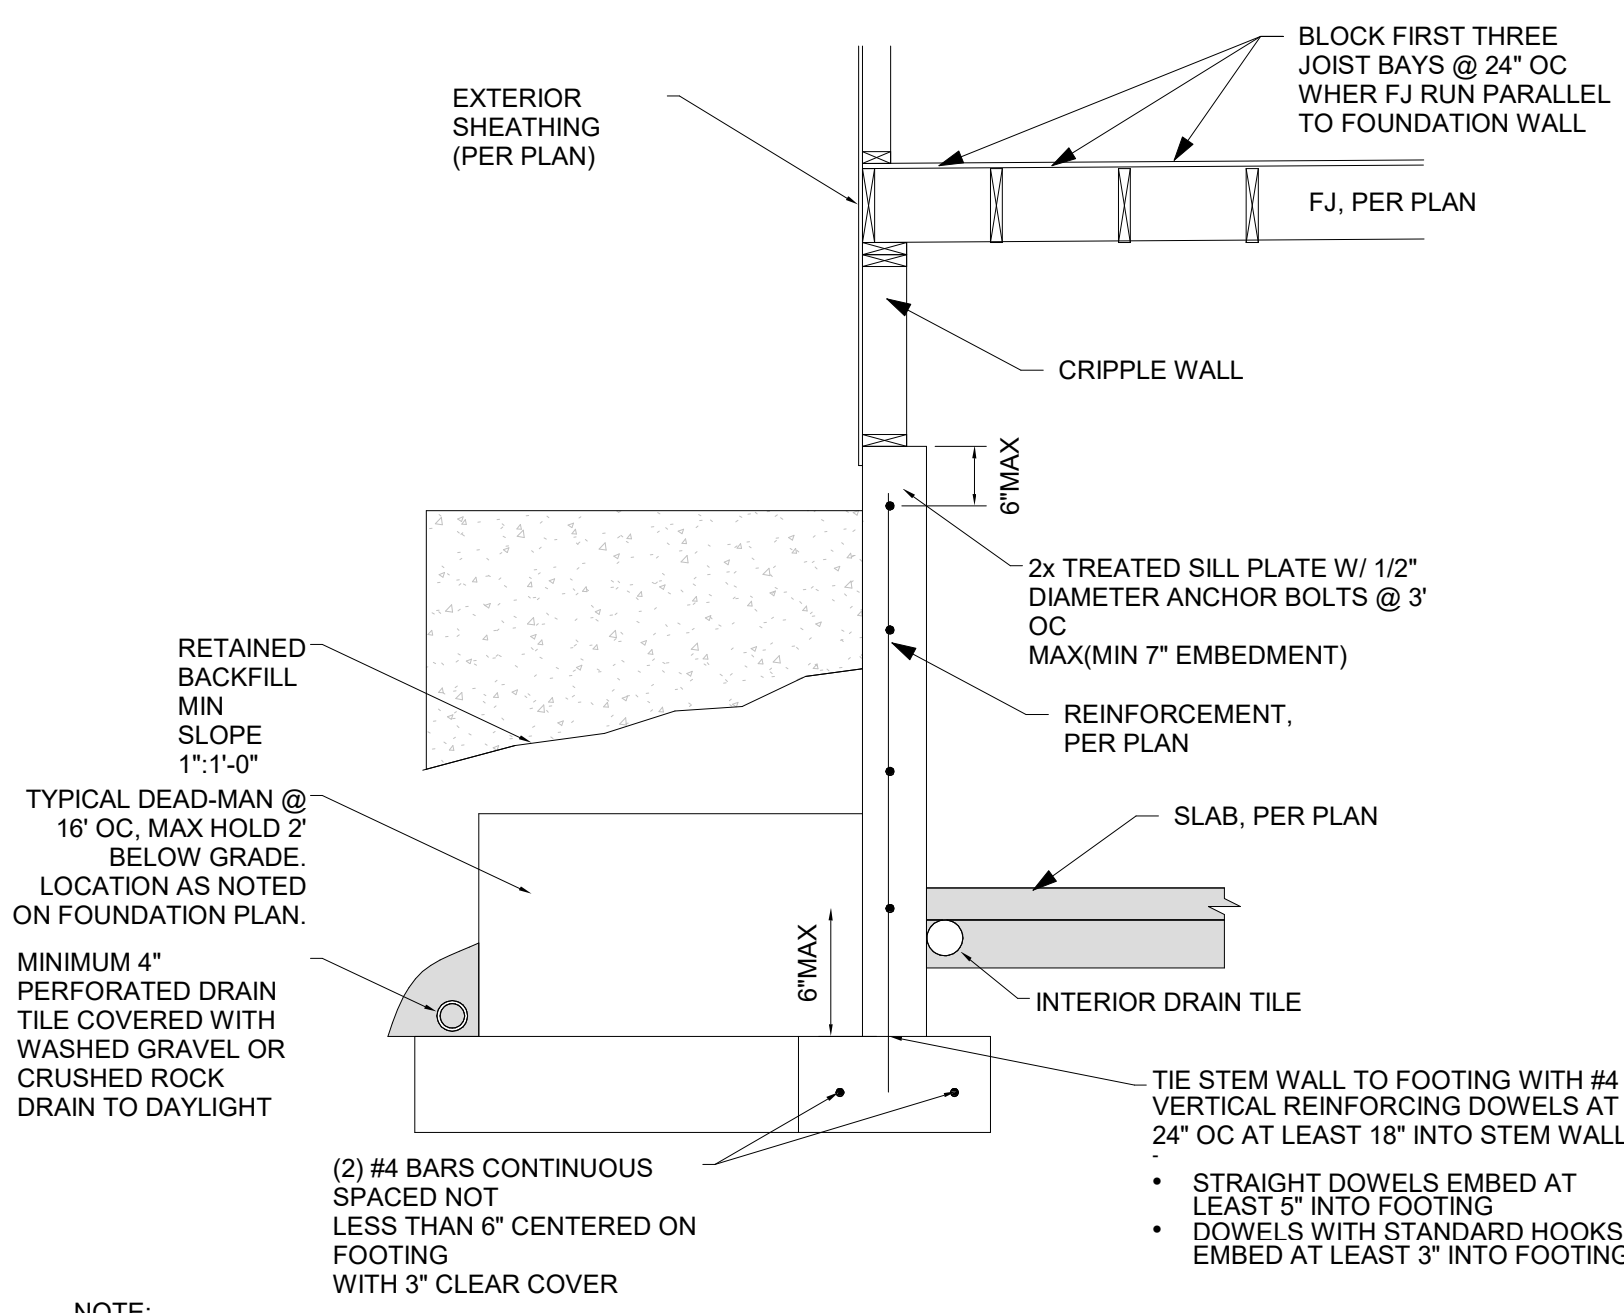 BLOCK FIRST THREE
JOIST BAYS @ 24" OC
WHER FJ RUN PARALLEL
TO FOUNDATION WALL
EXTERIOR
SHEATHING
(PER PLAN)
FJ, PER PLAN
CRIPPLE WALL
6"MAX
2x TREATED SILL PLATE W/ 1/2"
DIAMETER ANCHOR BOLTS @ 3'
OC
MAX(MIN 7" EMBEDMENT)
RETAINED
BACKFILL
MIN
SLOPE
1":1'-0"
REINFORCEMENT,
PER PLAN
TYPICAL DEAD-MAN @
16' OC, MAX HOLD 2'
BELOW GRADE.
LOCATION AS NOTED
ON FOUNDATION PLAN.
SLAB, PER PLAN
6"MAX
MINIMUM 4"
PERFORATED DRAIN
TILE COVERED WITH
WASHED GRAVEL OR
CRUSHED ROCK
DRAIN TO DAYLIGHT
INTERIOR DRAIN TILE
TIE STEM WALL TO FOOTING WITH #4
VERTICAL REINFORCING DOWELS AT
24" OC AT LEAST 18" INTO STEM WALL
-
• STRAIGHT DOWELS EMBED AT
LEAST 5" INTO FOOTING
• DOWELS WITH STANDARD HOOKS
EMBED AT LEAST 3" INTO FOOTING
(2) #4 BARS CONTINUOUS
SPACED NOT
LESS THAN 6" CENTERED ON
FOOTING
WITH 3" CLEAR COVER
NOTE: